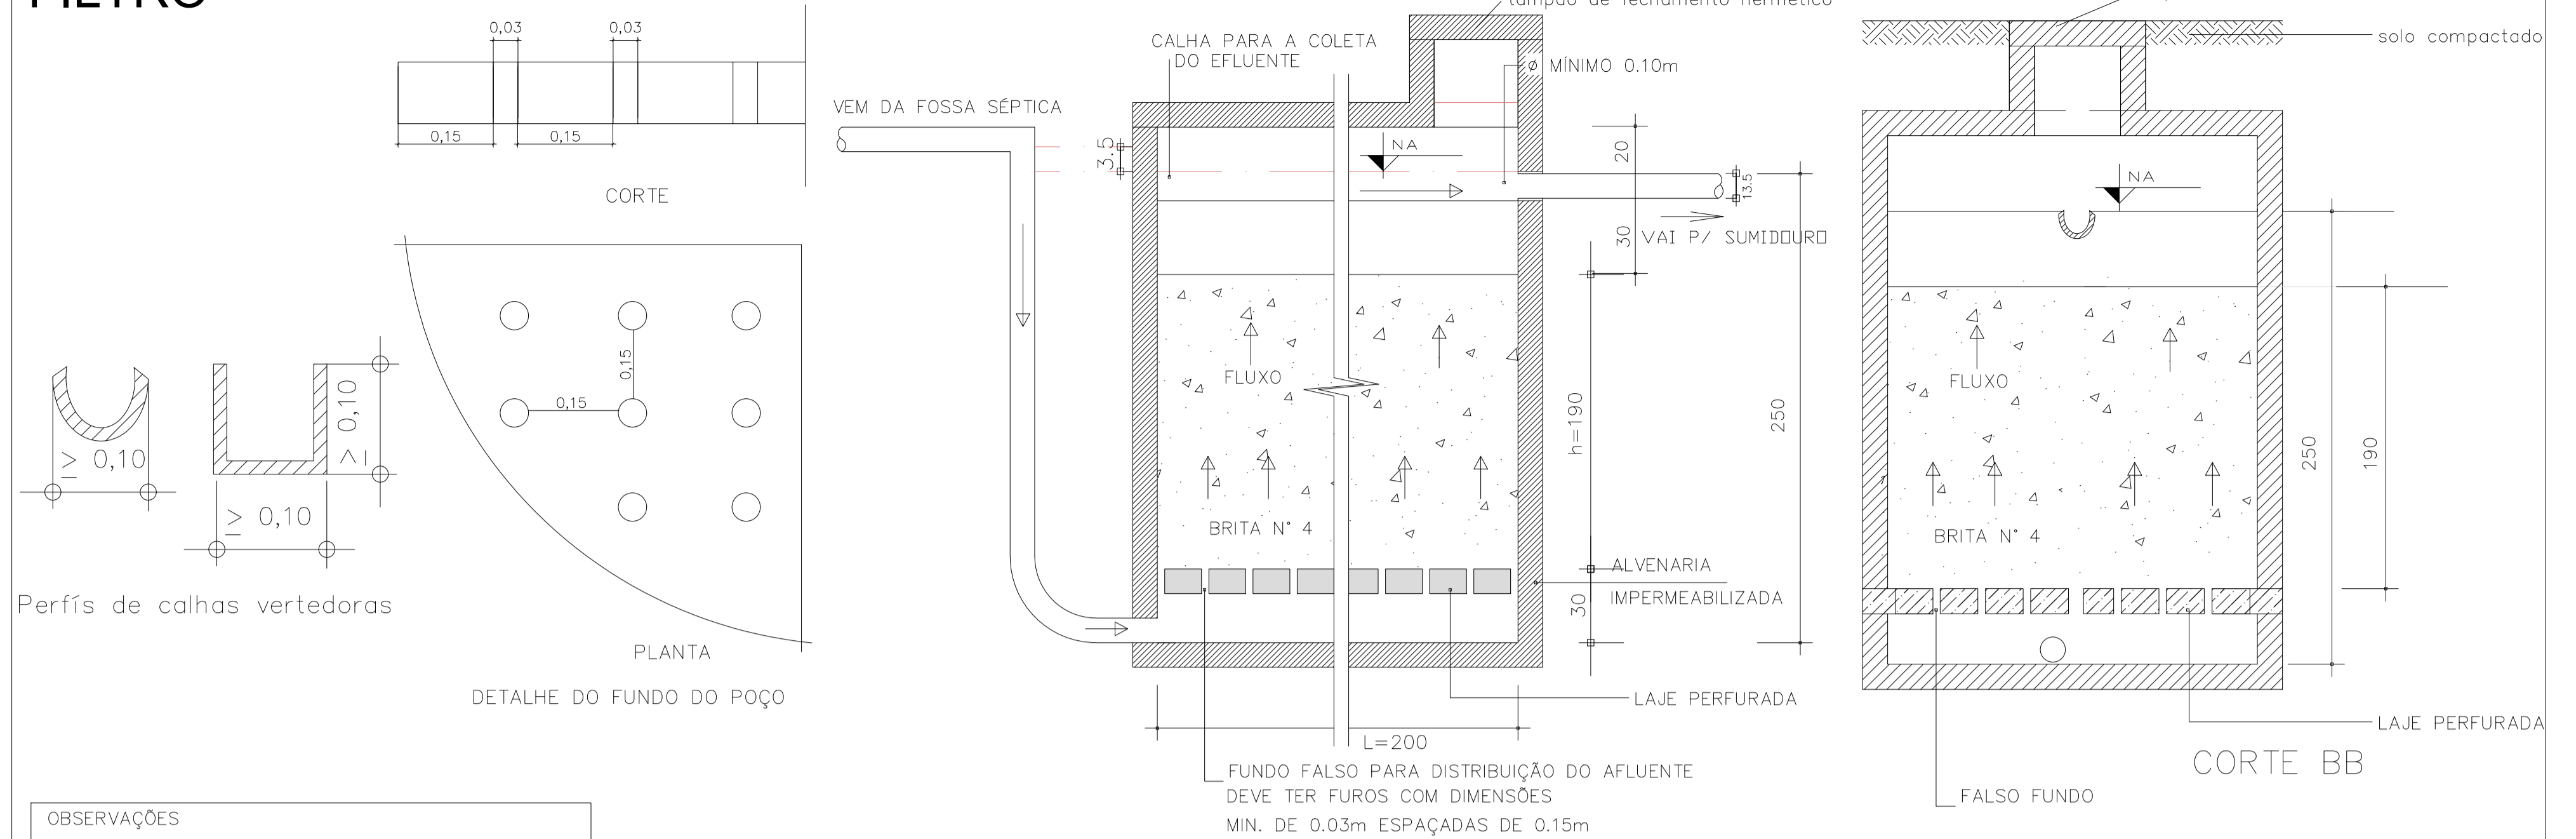 0,03
0,03
0,15
0,15
CORTE
0,15
0,15
PLANTA
DETALHE DO FUNDO DO POÇO
≥ 0,10
≥ 0,10
≥ 0,10
Perfís de calhas vertedoras
OBSERVAÇÕES
tampão de fechamento hermético
CALHA PARA A COLETA
DO EFLUENTE
Ø MÍNIMO 0.10m
VEM DA FOSSA SÉPTICA
3.5
NA
20
13.5
30
VAI P/ SUMIDOURO
FLUXO
h=190
250
BRITA N° 4
ALVENARIA
IMPERMEABILIZADA
30
LAJE PERFURADA
L=200
FUNDO FALSO PARA DISTRIBUIÇÃO DO AFLUENTE
DEVE TER FUROS COM DIMENSÕES
MIN. DE 0.03m ESPAÇADAS DE 0.15m
solo compactado
NA
FLUXO
250
190
BRITA N° 4
LAJE PERFURADA
CORTE BB
FALSO FUNDO